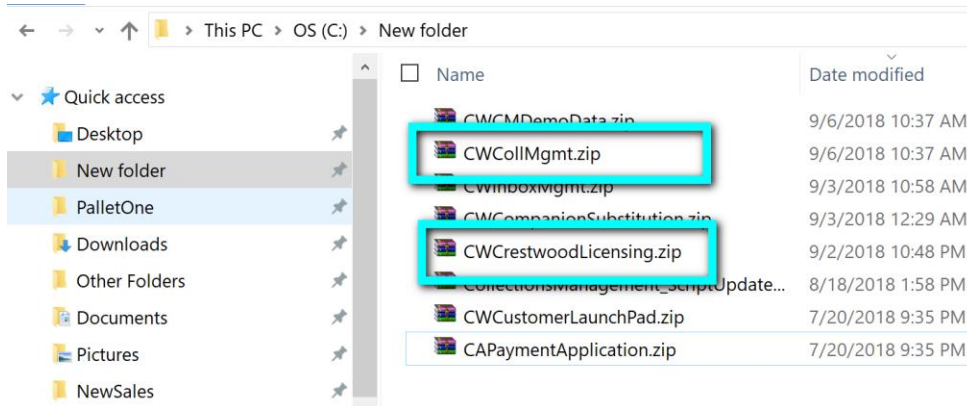 This PC > OS (C:) > New folder
Name Date modified
Quick access
Desktop
New folder
PalletOne
Downloads
Other Folders
Documents
Pictures
NewSales
CWCMDemoData.zip 9/6/2018 10:37 AM
CWCollMgmt.zip 9/6/2018 10:37 AM
CWInboxMgmt.zip 9/3/2018 10:58 AM
CWCompanionSubstitution.zip 9/3/2018 12:29 AM
CWCrestwoodLicensing.zip 9/2/2018 10:48 PM
CollectionsManagement_ScriptUpdate... 8/18/2018 1:58 PM
CWCustomerLaunchPad.zip 7/20/2018 9:35 PM
CAPaymentApplication.zip 7/20/2018 9:35 PM